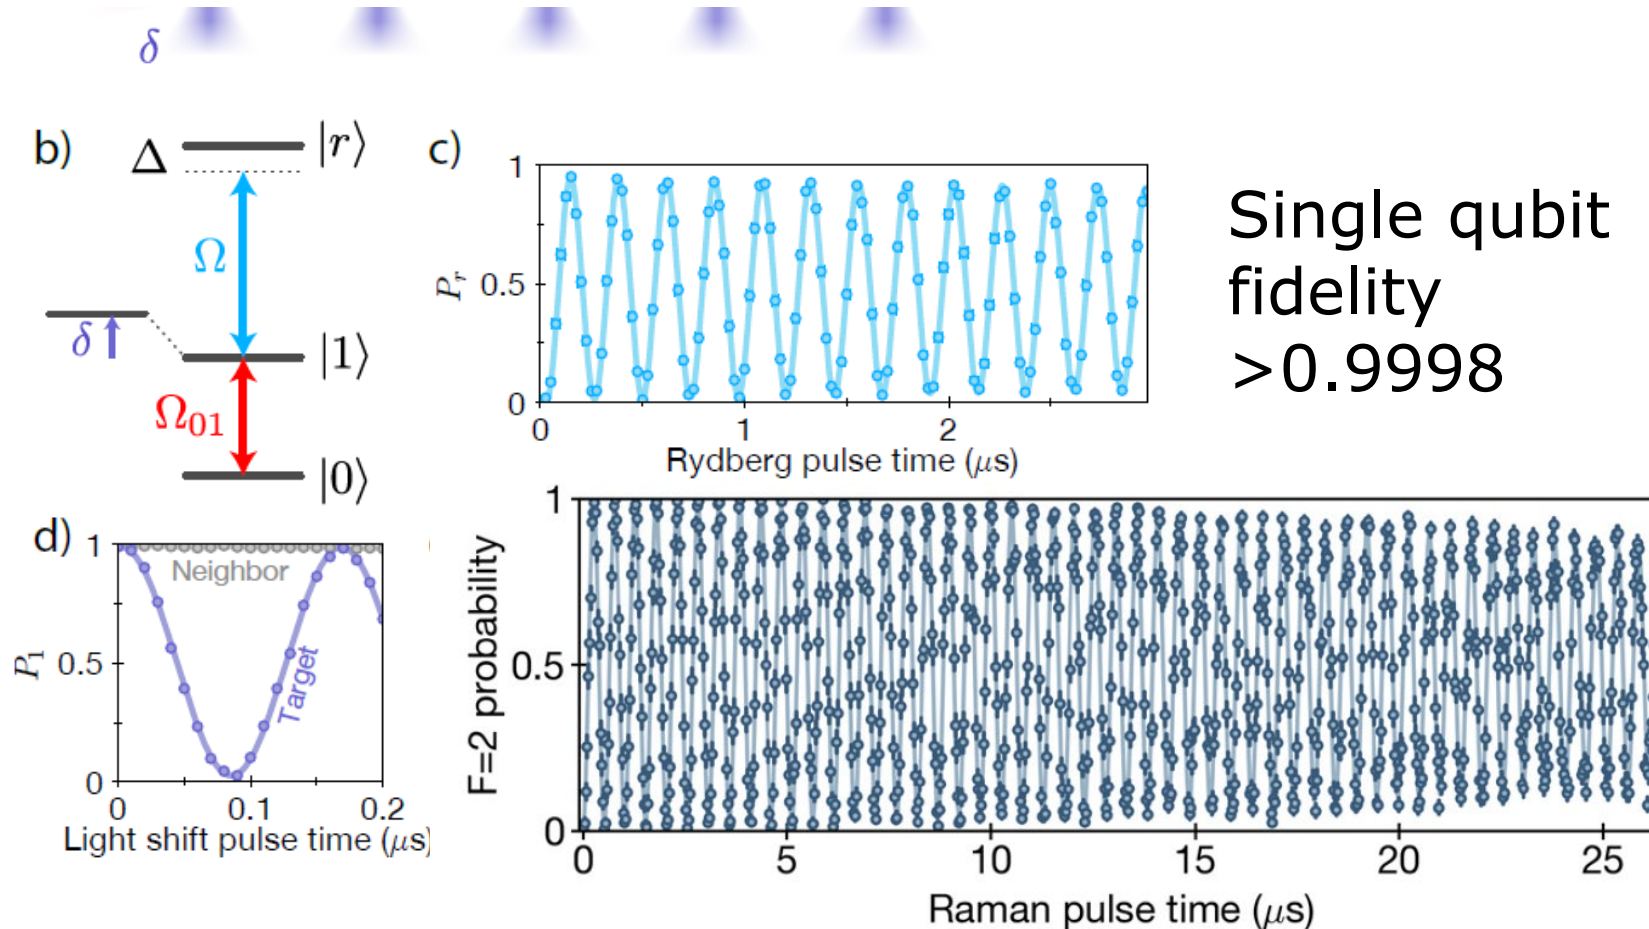 δ
b)
Δ
|r⟩
Ω
δ
|1⟩
Ω₀₁
|0⟩
c)
1
P_r
0.5
0
0 1 2
Rydberg pulse time (μs)
Single qubit
fidelity
>0.9998
d)
1
Neighbor
P₁
0.5
Target
0
0 0.1 0.2
Light shift pulse time (μs)
1
F=2 probability
0.5
0
0 5 10 15 20 25
Raman pulse time (μs)